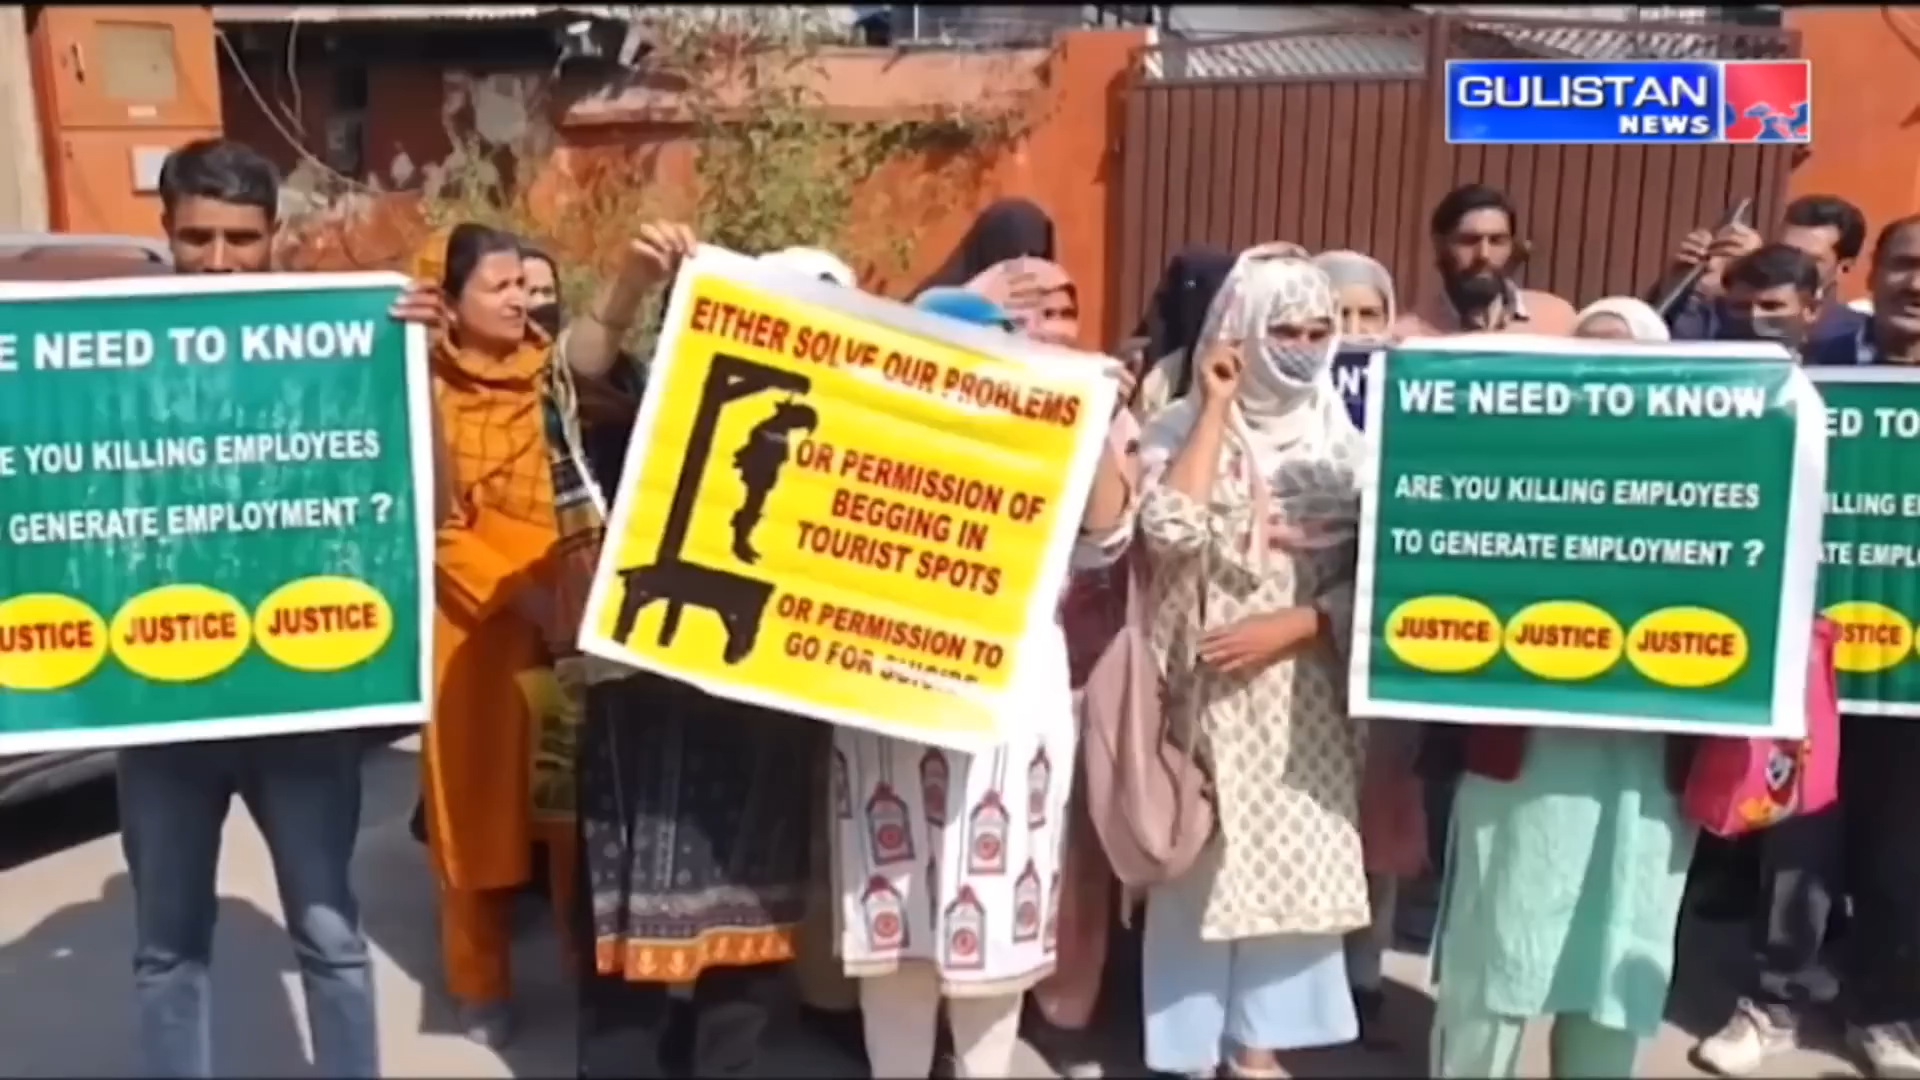 GULISTAN
NEWS
E NEED TO KNOW
E YOU KILLING EMPLOYEES
GENERATE EMPLOYMENT ?
USTICE JUSTICE JUSTICE
EITHER SOLVE OUR PROBLEMS
OR PERMISSION OF
BEGGING IN
TOURIST SPOTS
OR PERMISSION TO
GO FOR SUICIDE
WE NEED TO KNOW
ARE YOU KILLING EMPLOYEES
TO GENERATE EMPLOYMENT ?
JUSTICE JUSTICE JUSTICE
ED TO
ILLING E
ATE EMPL
USTICE